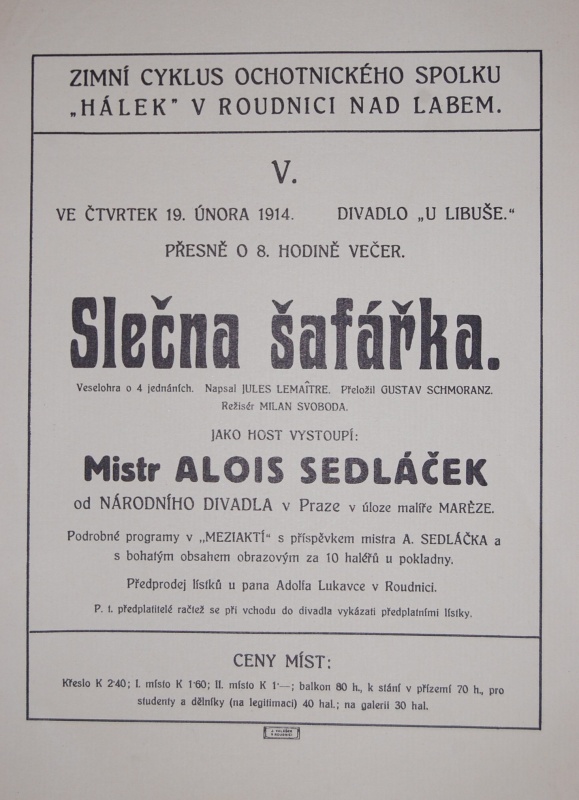 ZIMNÍ CYKLUS OCHOTNICKÉHO SPOLKU
„HÁLEK” V ROUDNICI NAD LABEM.
V.
VE ČTVRTEK 19. ÚNORA 1914. DIVADLO „U LIBUŠE.“
PŘESNĚ O 8. HODINĚ VEČER.
Slečna šafářka.
Veselohra o 4 jednáních. Napsal JULES LEMAÎTRE. Přeložil GUSTAV SCHMORANZ.
Režisér MILAN SVOBODA.
JAKO HOST VYSTOUPÍ:
Mistr ALOIS SEDLÁČEK
od NÁRODNÍHO DIVADLA v Praze v úloze malíře MARÈZE.
Podrobné programy v „MEZIAKTÍ“ s příspěvkem mistra A. SEDLÁČKA a
s bohatým obsahem obrazovým za 10 haléřů u pokladny.
Předprodej lístků u pana Adolfa Lukavce v Roudnici.
P. t. předplatitelé račtež se při vchodu do divadla vykázati předplatními lístky.
CENY MÍST:
Křeslo K 2·40; I. místo K 1·60; II. místo K 1·—; balkon 80 h., k stání v přízemí 70 h., pro
studenty a dělníky (na legitimaci) 40 hal.; na galerii 30 hal.